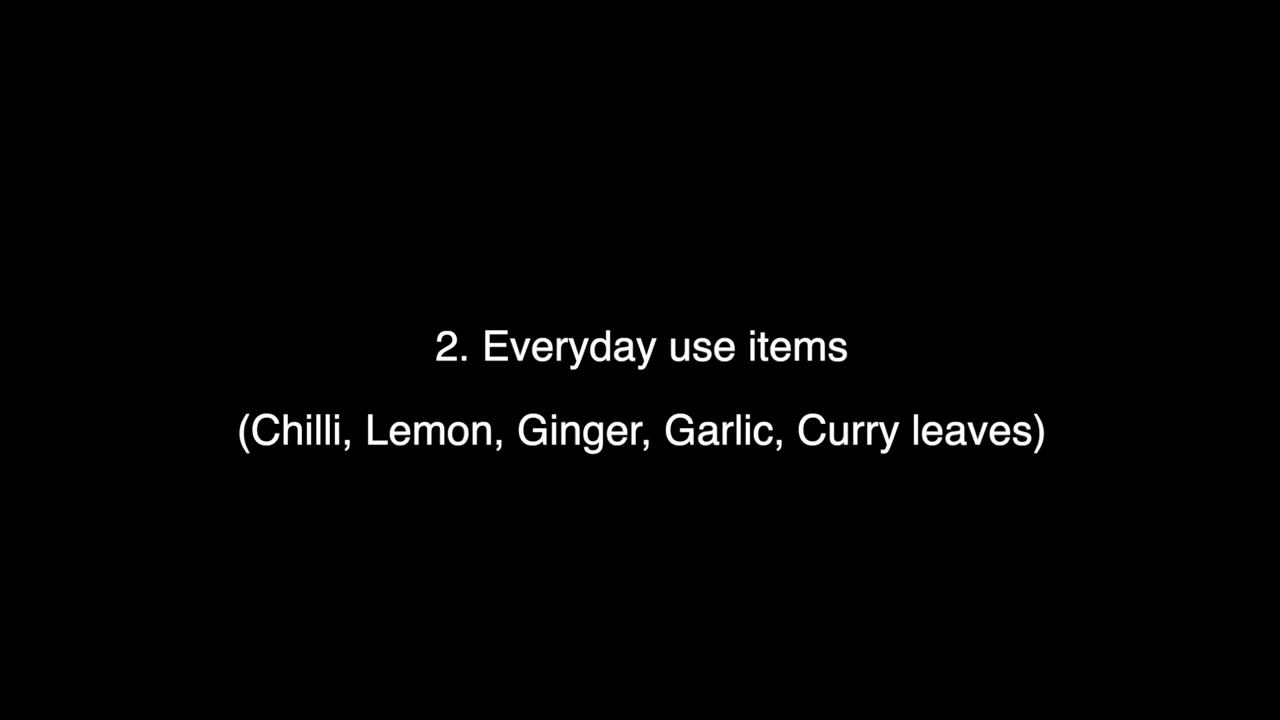 2. Everyday use items
(Chilli, Lemon, Ginger, Garlic, Curry leaves)